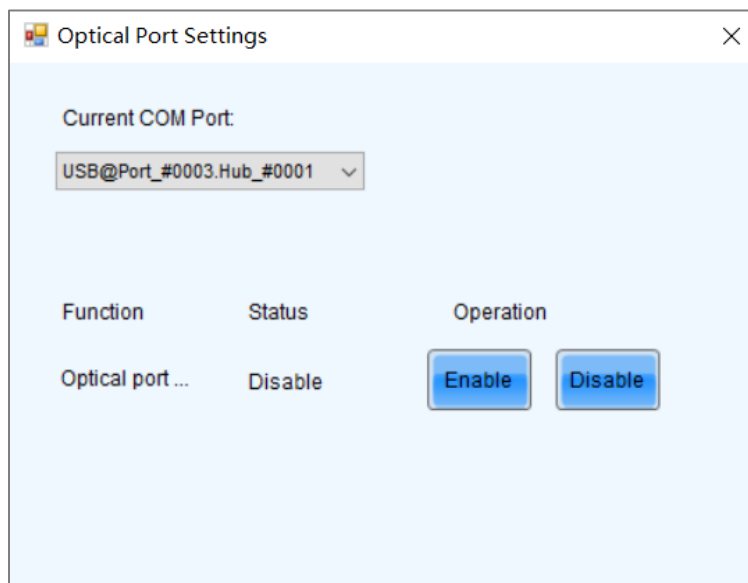 Optical Port Settings
Current COM Port:
USB@Port_#0003.Hub_#0001
Function Status Operation
Optical port ... Disable Enable Disable